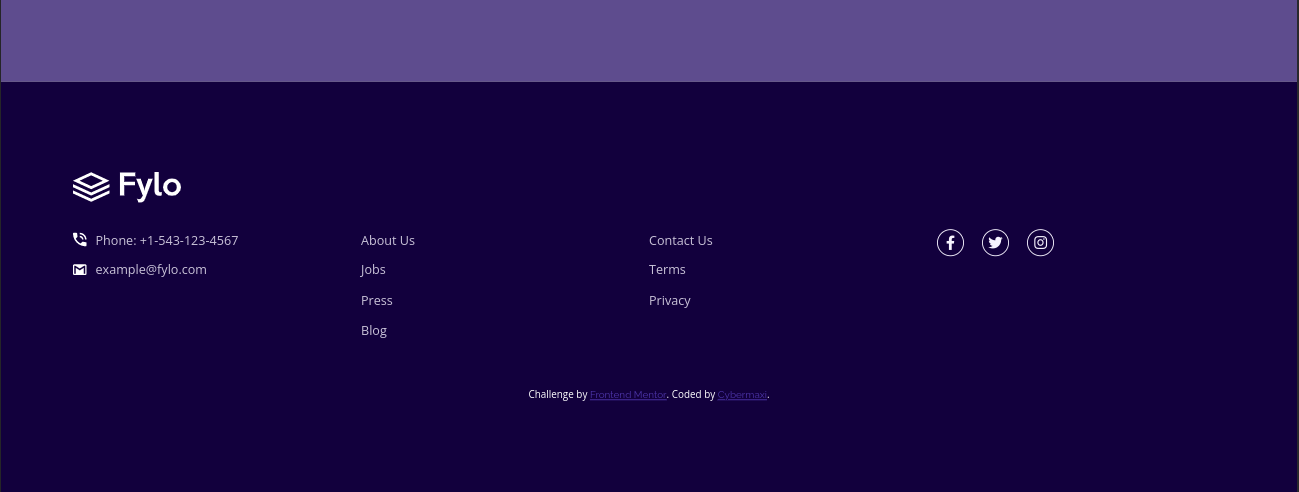 Fylo
Phone: +1-543-123-4567
example@fylo.com
About Us
Jobs
Press
Blog
Contact Us
Terms
Privacy
Challenge by Frontend Mentor. Coded by Cybermaxi.